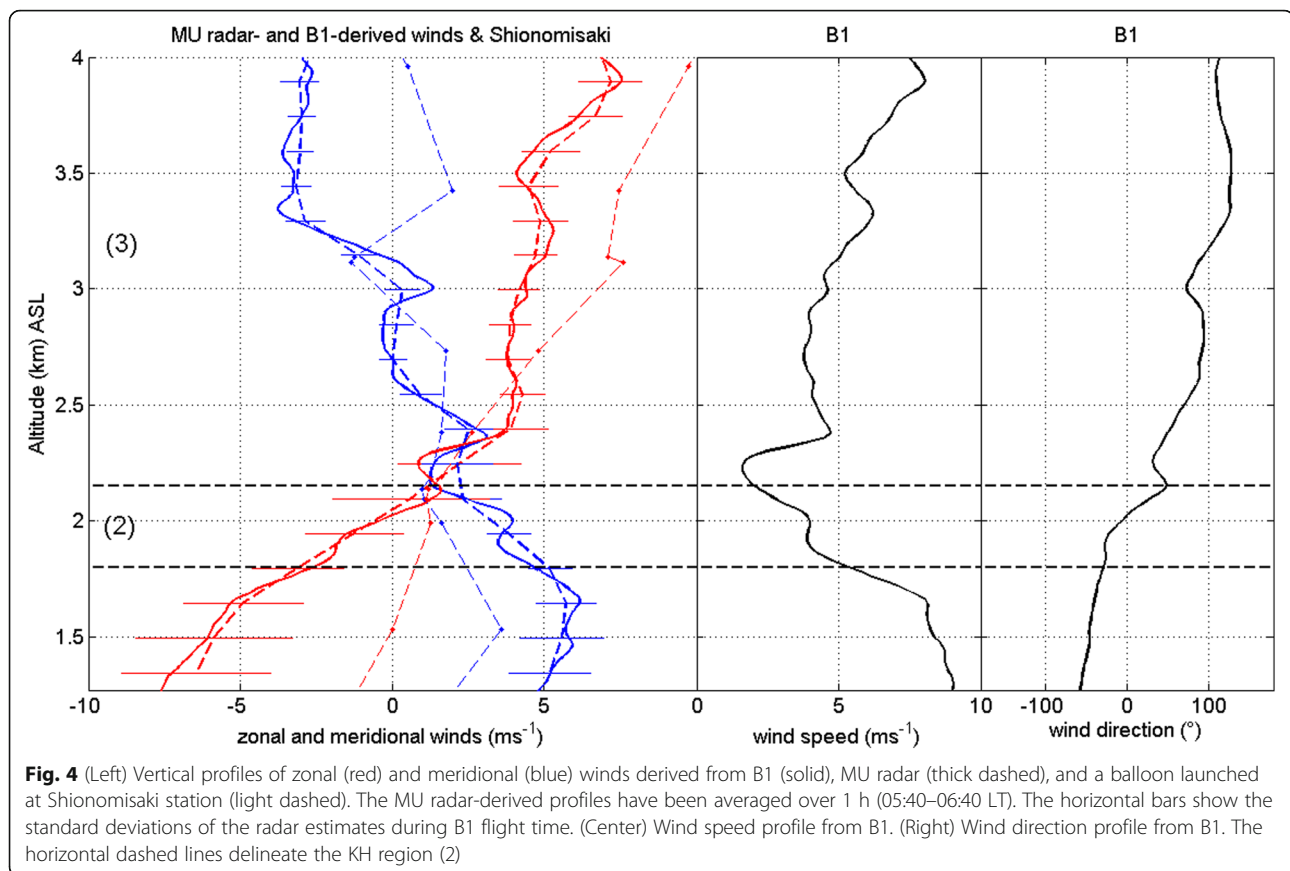 MU radar- and B1-derived winds & Shionomisaki
B1
B1
Altitude (km) ASL
4
3.5
3
2.5
2
1.5
(3)
(2)
-10
-5
0
5
10
0
5
10
-100
0
100
zonal and meridional winds (ms-1)
wind speed (ms-1)
wind direction (°)
Fig. 4 (Left) Vertical profiles of zonal (red) and meridional (blue) winds derived from B1 (solid), MU radar (thick dashed), and a balloon launched
at Shionomisaki station (light dashed). The MU radar-derived profiles have been averaged over 1 h (05:40–06:40 LT). The horizontal bars show the
standard deviations of the radar estimates during B1 flight time. (Center) Wind speed profile from B1. (Right) Wind direction profile from B1. The
horizontal dashed lines delineate the KH region (2)